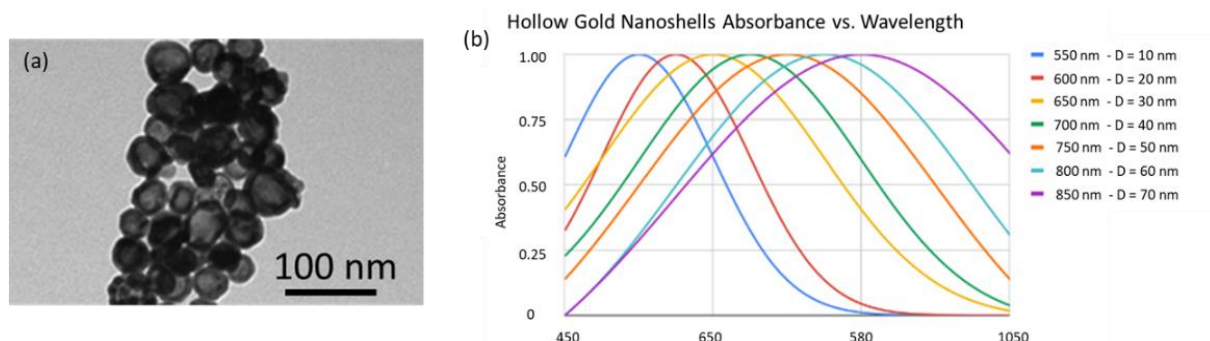 (a)
100 nm
(b)
Hollow Gold Nanoshells Absorbance vs. Wavelength
Absorbance
1.00
0.75
0.50
0.25
0
450
650
580
1050
550 nm - D = 10 nm
600 nm - D = 20 nm
650 nm - D = 30 nm
700 nm - D = 40 nm
750 nm - D = 50 nm
800 nm - D = 60 nm
850 nm - D = 70 nm